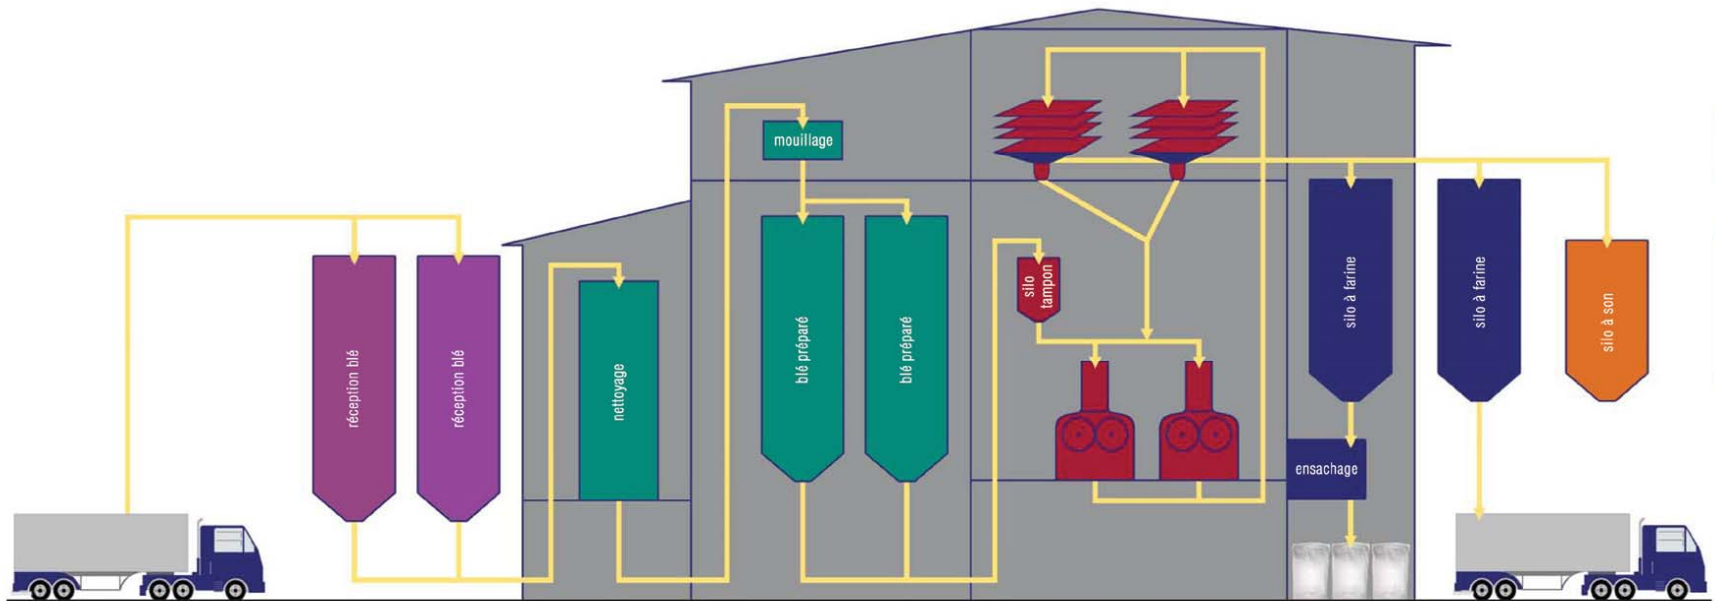 mouillage
réception blé
réception blé
nettoyage
blé préparé
blé préparé
silo
tampon
silo à farine
silo à farine
silo à son
ensachage